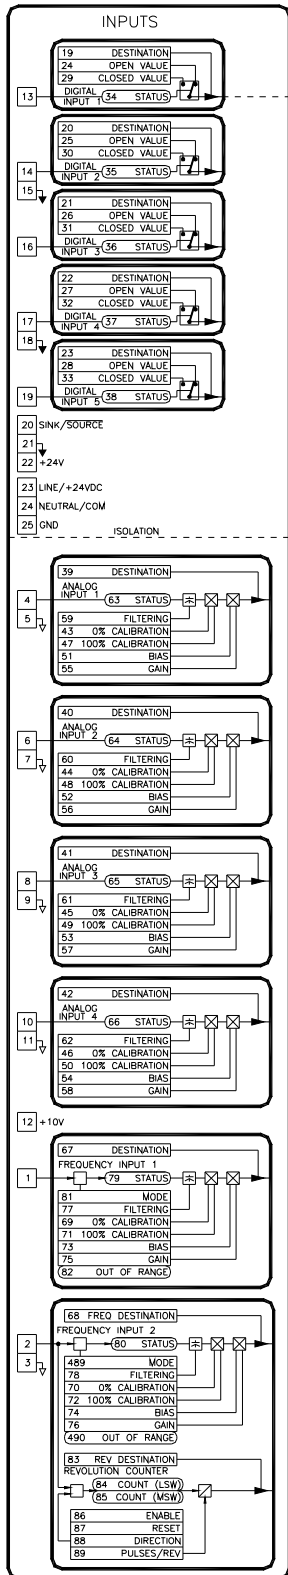 INPUTS
19 DESTINATION
24 OPEN VALUE
29 CLOSED VALUE
13 DIGITAL INPUT 1 34 STATUS
20 DESTINATION
25 OPEN VALUE
30 CLOSED VALUE
14 DIGITAL INPUT 2 35 STATUS
15
21 DESTINATION
26 OPEN VALUE
31 CLOSED VALUE
16 DIGITAL INPUT 3 36 STATUS
22 DESTINATION
27 OPEN VALUE
32 CLOSED VALUE
17 DIGITAL INPUT 4 37 STATUS
18
23 DESTINATION
28 OPEN VALUE
33 CLOSED VALUE
19 DIGITAL INPUT 5 38 STATUS
20 SINK/SOURCE
21
22 +24V
23 LINE/+24VDC
24 NEUTRAL/COM
25 GND
ISOLATION
39 DESTINATION
4 ANALOG INPUT 1 63 STATUS
5
59 FILTERING
43 0% CALIBRATION
47 100% CALIBRATION
51 BIAS
55 GAIN
40 DESTINATION
6 ANALOG INPUT 2 64 STATUS
7
60 FILTERING
44 0% CALIBRATION
48 100% CALIBRATION
52 BIAS
56 GAIN
41 DESTINATION
8 ANALOG INPUT 3 65 STATUS
9
61 FILTERING
45 0% CALIBRATION
49 100% CALIBRATION
53 BIAS
57 GAIN
42 DESTINATION
10 ANALOG INPUT 4 66 STATUS
11
62 FILTERING
46 0% CALIBRATION
50 100% CALIBRATION
54 BIAS
58 GAIN
12 +10V
67 DESTINATION
FREQUENCY INPUT 1
1 79 STATUS
81 MODE
77 FILTERING
69 0% CALIBRATION
71 100% CALIBRATION
73 BIAS
75 GAIN
82 OUT OF RANGE
68 FREQ DESTINATION
FREQUENCY INPUT 2
2 80 STATUS
3
489 MODE
78 FILTERING
70 0% CALIBRATION
72 100% CALIBRATION
74 BIAS
76 GAIN
490 OUT OF RANGE
83 REV DESTINATION
REVOLUTION COUNTER
84 COUNT (LSW)
85 COUNT (MSW)
86 ENABLE
87 RESET
88 DIRECTION
89 PULSES/REV